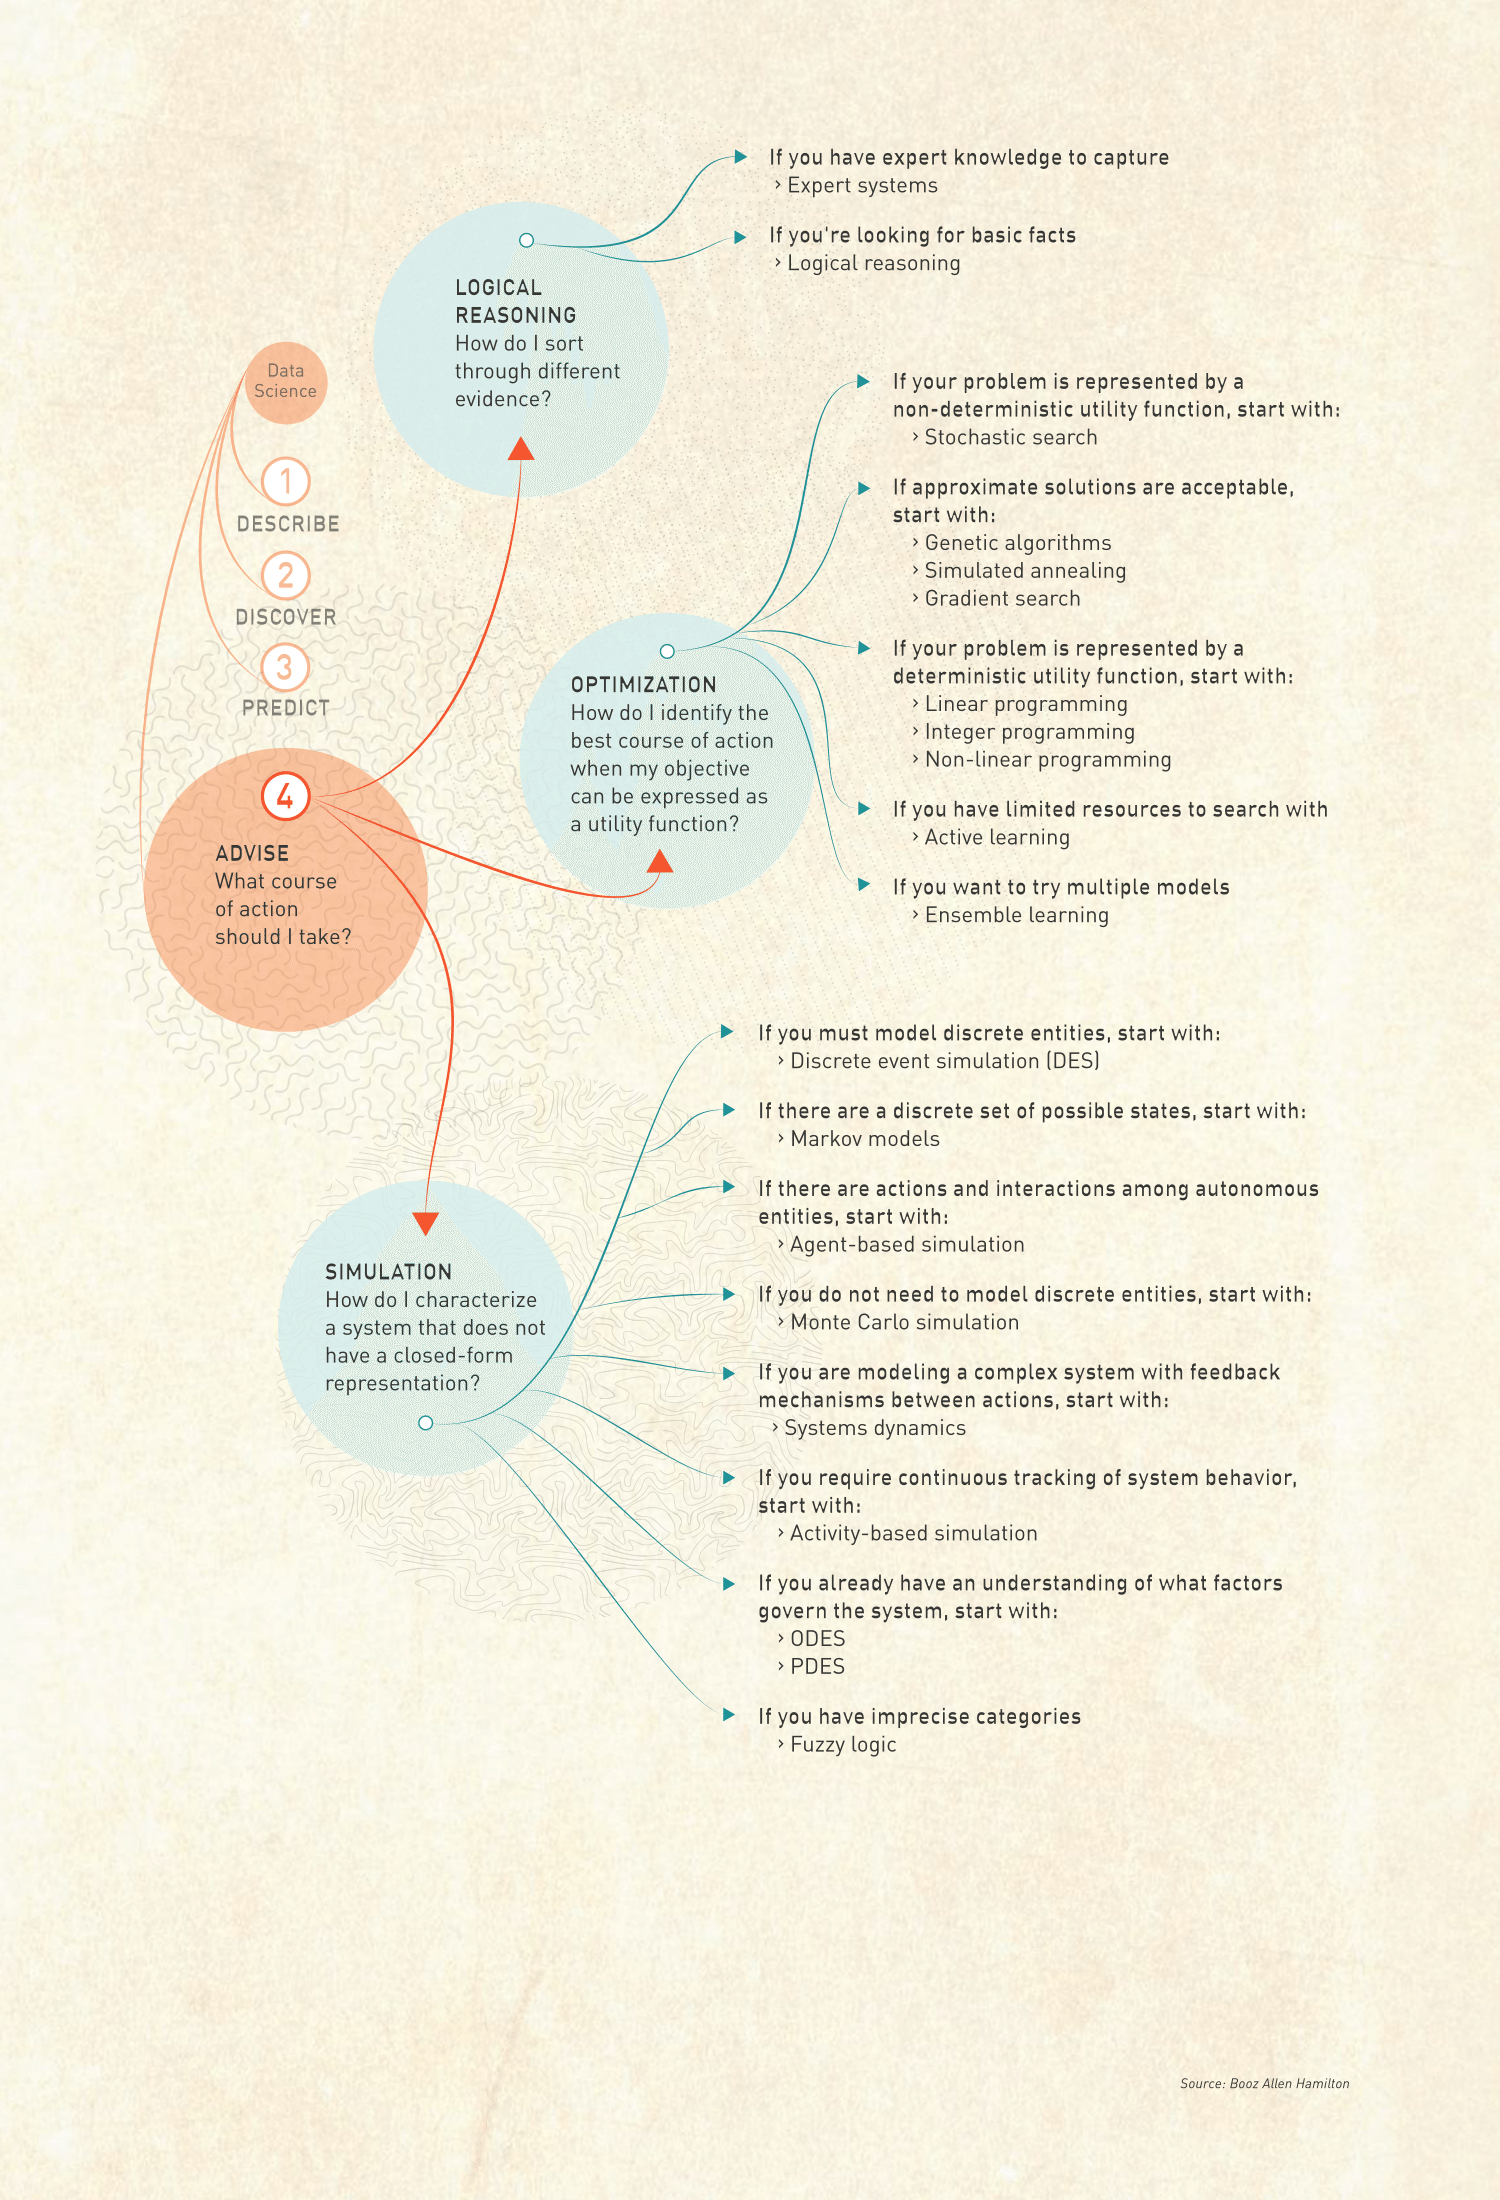 Data
Science
1
DESCRIBE
2
DISCOVER
3
PREDICT
4
ADVISE
What course
of action
should I take?
LOGICAL
REASONING
How do I sort
through different
evidence?
If you have expert knowledge to capture
› Expert systems
If you're looking for basic facts
› Logical reasoning
OPTIMIZATION
How do I identify the
best course of action
when my objective
can be expressed as
a utility function?
If your problem is represented by a
non-deterministic utility function, start with:
› Stochastic search
If approximate solutions are acceptable,
start with:
› Genetic algorithms
› Simulated annealing
› Gradient search
If your problem is represented by a
deterministic utility function, start with:
› Linear programming
› Integer programming
› Non-linear programming
If you have limited resources to search with
› Active learning
If you want to try multiple models
› Ensemble learning
SIMULATION
How do I characterize
a system that does not
have a closed-form
representation?
If you must model discrete entities, start with:
› Discrete event simulation (DES)
If there are a discrete set of possible states, start with:
› Markov models
If there are actions and interactions among autonomous
entities, start with:
› Agent-based simulation
If you do not need to model discrete entities, start with:
› Monte Carlo simulation
If you are modeling a complex system with feedback
mechanisms between actions, start with:
› Systems dynamics
If you require continuous tracking of system behavior,
start with:
› Activity-based simulation
If you already have an understanding of what factors
govern the system, start with:
› ODES
› PDES
If you have imprecise categories
› Fuzzy logic
Source: Booz Allen Hamilton